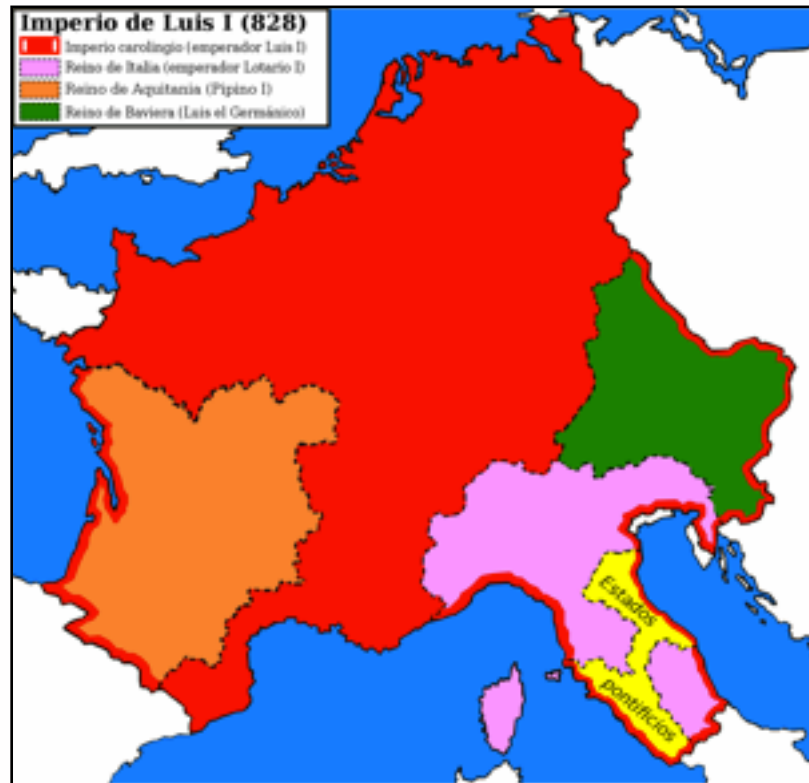 Imperio de Luis I (828)
Imperio carolingio (emperador Luis I)
Reino de Italia (emperador Lotario I)
Reino de Aquitania (Pipino I)
Reino de Baviera (Luis el Germánico)
Estados
pontificios